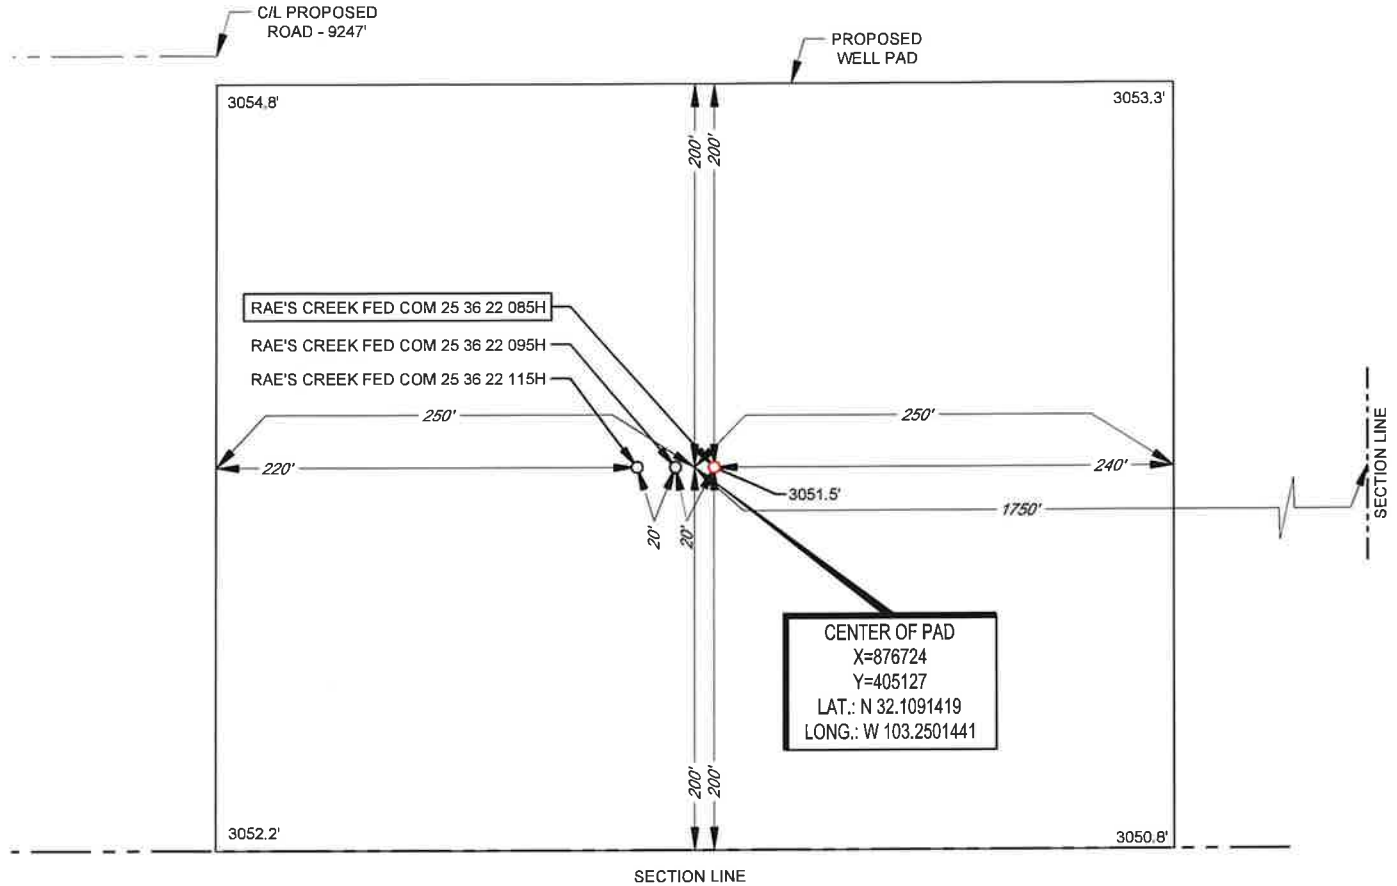 C/L PROPOSED
ROAD - 9247'
PROPOSED
WELL PAD
3054.8'
3053.3'
200'
200'
RAE'S CREEK FED COM 25 36 22 085H
RAE'S CREEK FED COM 25 36 22 095H
RAE'S CREEK FED COM 25 36 22 115H
250'
250'
220'
240'
3051.5'
1750'
SECTION LINE
20'
20'
CENTER OF PAD
X=876724
Y=405127
LAT.: N 32.1091419
LONG.: W 103.2501441
200'
200'
3052.2'
3050.8'
SECTION LINE